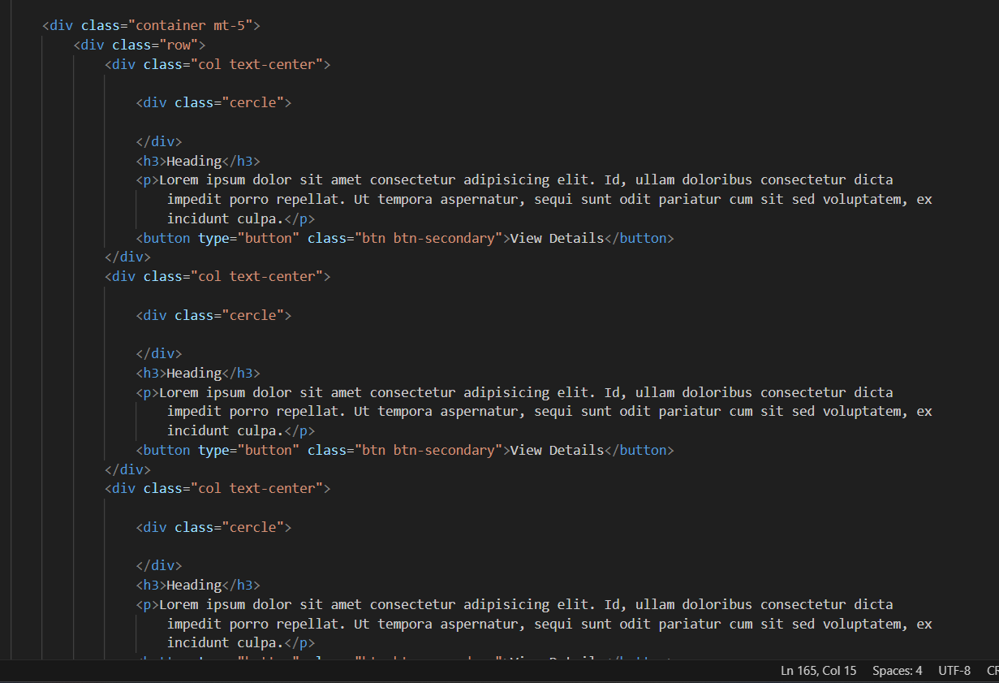 <div class="container mt-5">
<div class="row">
<div class="col text-center">
<div class="cercle">
</div>
<h3>Heading</h3>
<p>Lorem ipsum dolor sit amet consectetur adipisicing elit. Id, ullam doloribus consectetur dicta
impedit porro repellat. Ut tempora aspernatur, sequi sunt odit pariatur cum sit sed voluptatem, ex
incidunt culpa.</p>
<button type="button" class="btn btn-secondary">View Details</button>
</div>
<div class="col text-center">
<div class="cercle">
</div>
<h3>Heading</h3>
<p>Lorem ipsum dolor sit amet consectetur adipisicing elit. Id, ullam doloribus consectetur dicta
impedit porro repellat. Ut tempora aspernatur, sequi sunt odit pariatur cum sit sed voluptatem, ex
incidunt culpa.</p>
<button type="button" class="btn btn-secondary">View Details</button>
</div>
<div class="col text-center">
<div class="cercle">
</div>
<h3>Heading</h3>
<p>Lorem ipsum dolor sit amet consectetur adipisicing elit. Id, ullam doloribus consectetur dicta
impedit porro repellat. Ut tempora aspernatur, sequi sunt odit pariatur cum sit sed voluptatem, ex
incidunt culpa.</p>
Ln 165, Col 15 Spaces: 4 UTF-8